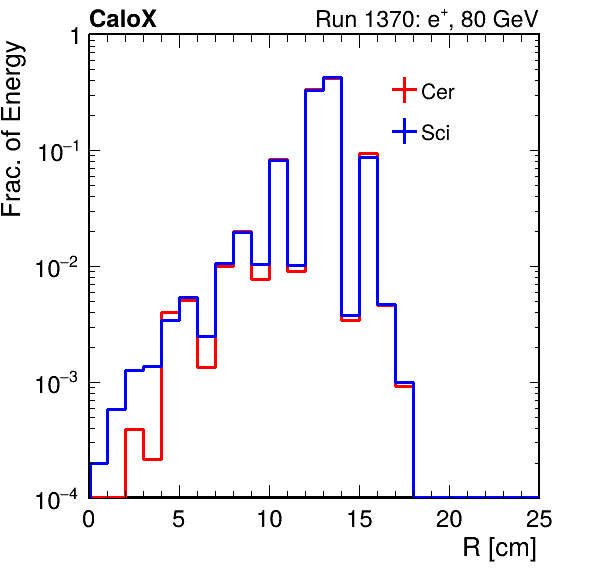 CaloX Run 1370: e⁺, 80 GeV
Frac. of Energy
1
10⁻¹
10⁻²
10⁻³
10⁻⁴
Cer
Sci
0 5 10 15 20 25
R [cm]